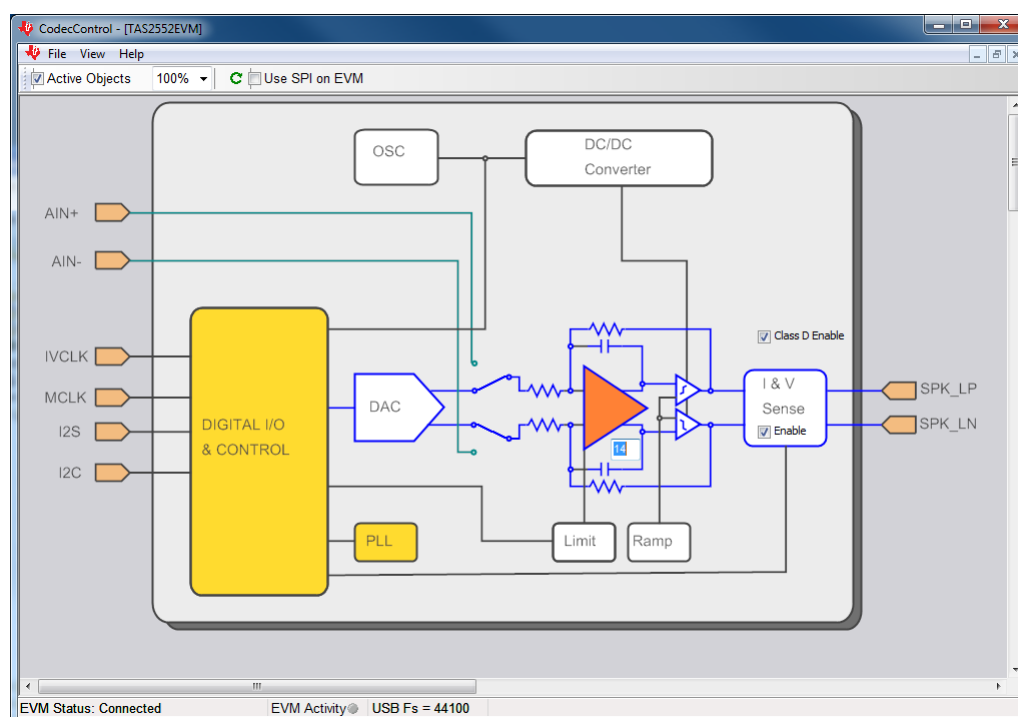 CodecControl - [TAS2552EVM]
File View Help
Active Objects 100% Use SPI on EVM
OSC
DC/DC
Converter
AIN+
AIN-
IVCLK
MCLK
I2S
I2C
DIGITAL I/O
& CONTROL
DAC
14
Class D Enable
I & V
Sense
Enable
SPK_LP
SPK_LN
PLL
Limit
Ramp
EVM Status: Connected EVM Activity USB Fs = 44100